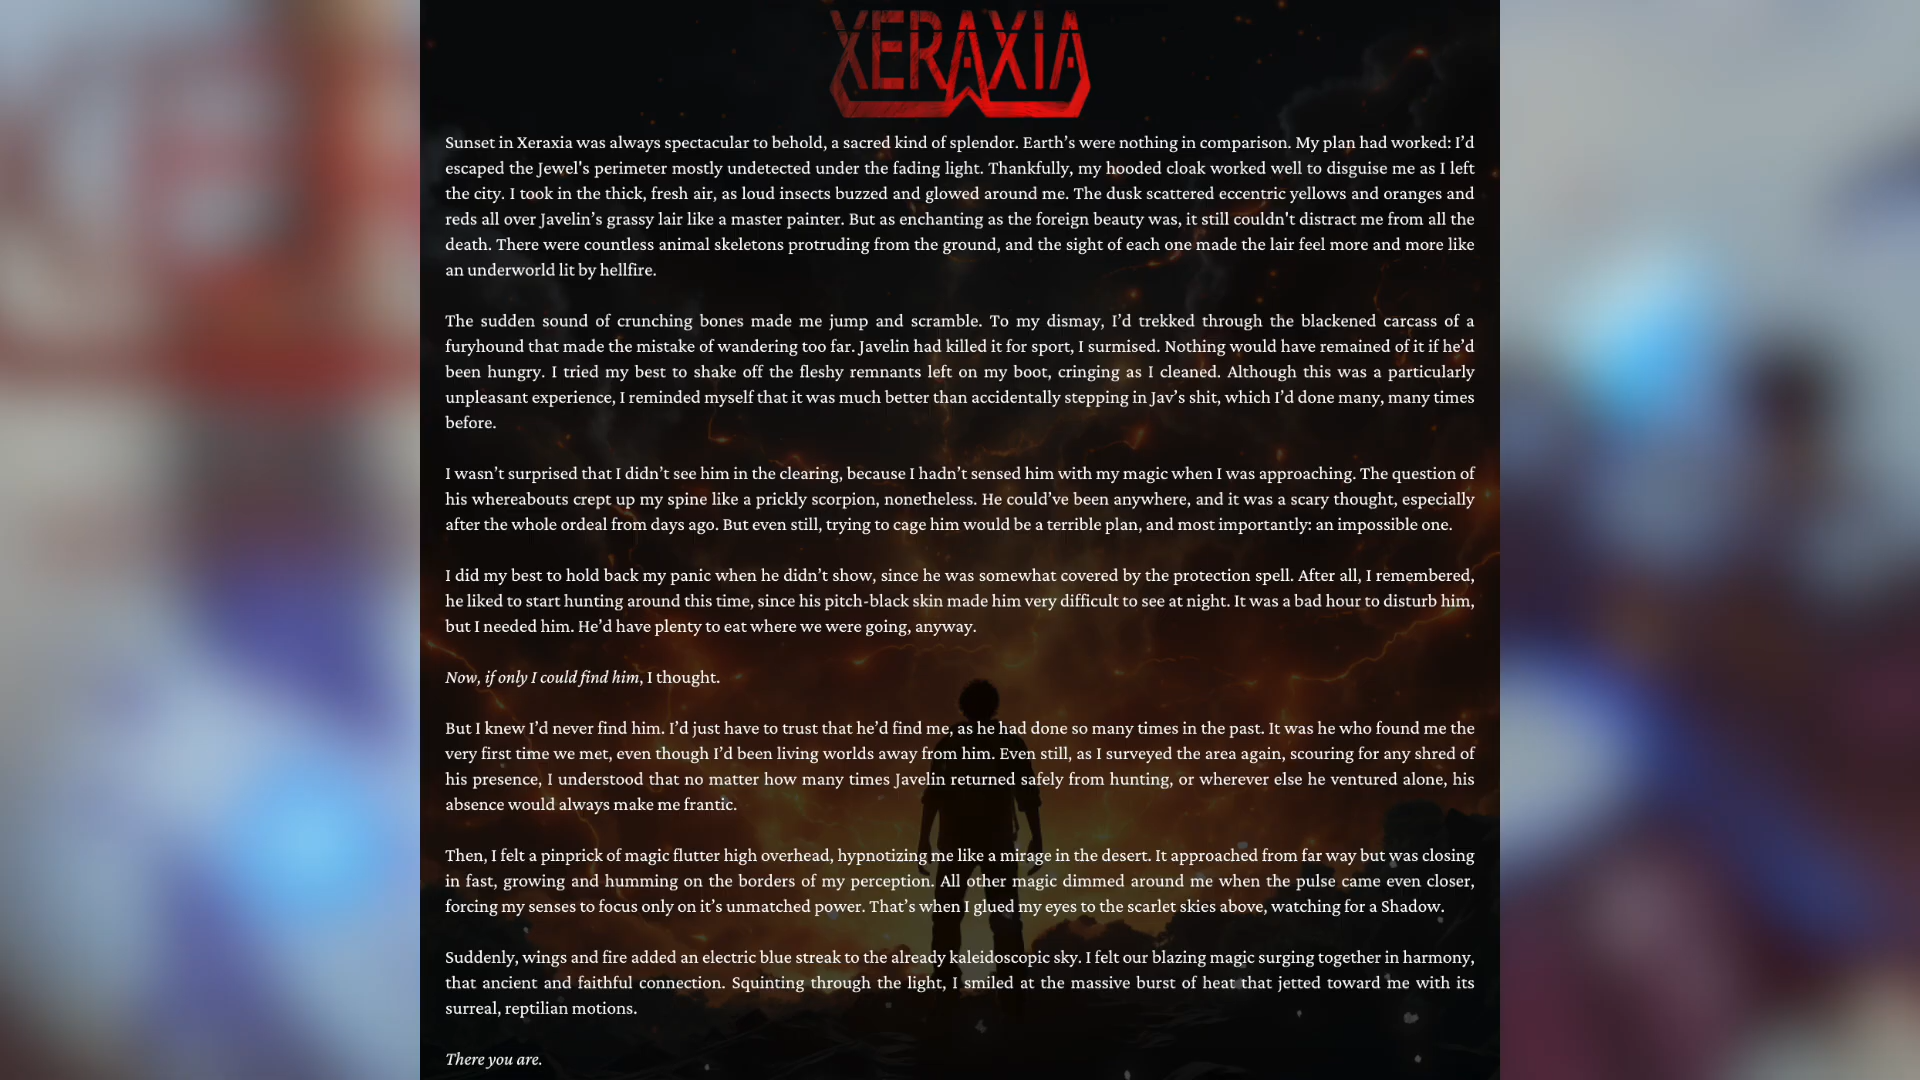 XERAXIA
Sunset in Xeraxia was always spectacular to behold, a sacred kind of splendor. Earth’s were nothing in comparison. My plan had worked: I’d
escaped the Jewel's perimeter mostly undetected under the fading light. Thankfully, my hooded cloak worked well to disguise me as I left
the city. I took in the thick, fresh air, as loud insects buzzed and glowed around me. The dusk scattered eccentric yellows and oranges and
reds all over Javelin’s grassy lair like a master painter. But as enchanting as the foreign beauty was, it still couldn't distract me from all the
death. There were countless animal skeletons protruding from the ground, and the sight of each one made the lair feel more and more like
an underworld lit by hellfire.
The sudden sound of crunching bones made me jump and scramble. To my dismay, I’d trekked through the blackened carcass of a
furyhound that made the mistake of wandering too far. Javelin had killed it for sport, I surmised. Nothing would have remained of it if he’d
been hungry. I tried my best to shake off the fleshy remnants left on my boot, cringing as I cleaned. Although this was a particularly
unpleasant experience, I reminded myself that it was much better than accidentally stepping in Jav’s shit, which I’d done many, many times
before.
I wasn’t surprised that I didn’t see him in the clearing, because I hadn’t sensed him with my magic when I was approaching. The question of
his whereabouts crept up my spine like a prickly scorpion, nonetheless. He could’ve been anywhere, and it was a scary thought, especially
after the whole ordeal from days ago. But even still, trying to cage him would be a terrible plan, and most importantly: an impossible one.
I did my best to hold back my panic when he didn’t show, since he was somewhat covered by the protection spell. After all, I remembered,
he liked to start hunting around this time, since his pitch-black skin made him very difficult to see at night. It was a bad hour to disturb him,
but I needed him. He’d have plenty to eat where we were going, anyway.
Now, if only I could find him, I thought.
But I knew I’d never find him. I’d just have to trust that he’d find me, as he had done so many times in the past. It was he who found me the
very first time we met, even though I’d been living worlds away from him. Even still, as I surveyed the area again, scouring for any shred of
his presence, I understood that no matter how many times Javelin returned safely from hunting, or wherever else he ventured alone, his
absence would always make me frantic.
Then, I felt a pinprick of magic flutter high overhead, hypnotizing me like a mirage in the desert. It approached from far way but was closing
in fast, growing and humming on the borders of my perception. All other magic dimmed around me when the pulse came even closer,
forcing my senses to focus only on it’s unmatched power. That’s when I glued my eyes to the scarlet skies above, watching for a Shadow.
Suddenly, wings and fire added an electric blue streak to the already kaleidoscopic sky. I felt our blazing magic surging together in harmony,
that ancient and faithful connection. Squinting through the light, I smiled at the massive burst of heat that jetted toward me with its
surreal, reptilian motions.
There you are.